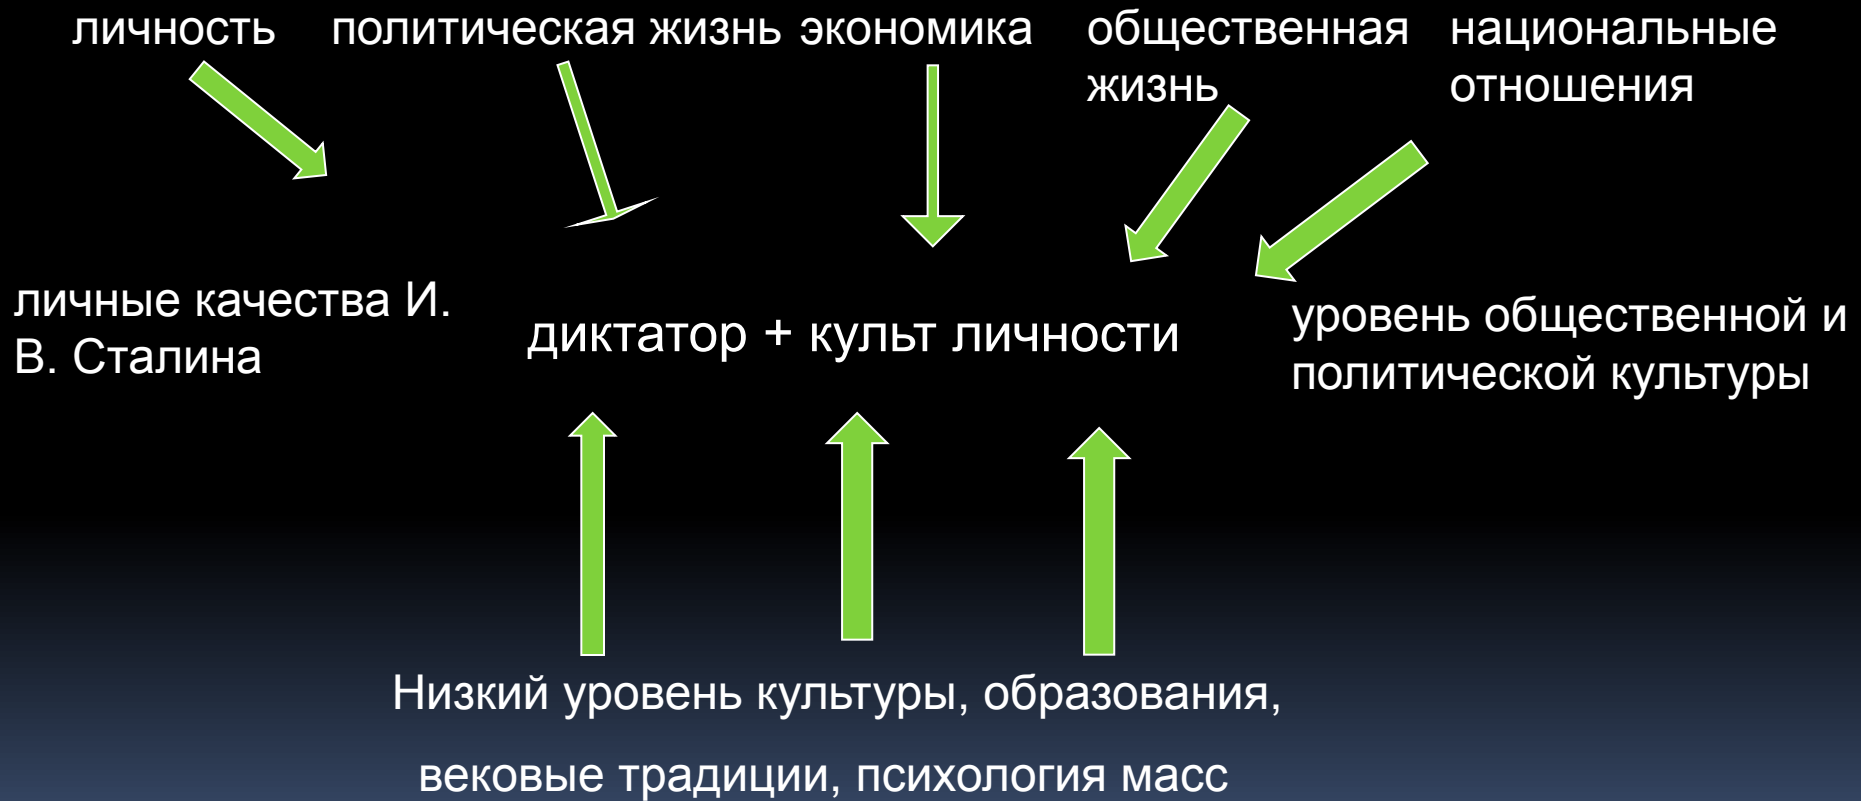 личность политическая жизнь экономика общественная жизнь национальные отношения
личные качества И.
В. Сталина
диктатор + культ личности
уровень общественной и
политической культуры
Низкий уровень культуры, образования,
вековые традиции, психология масс